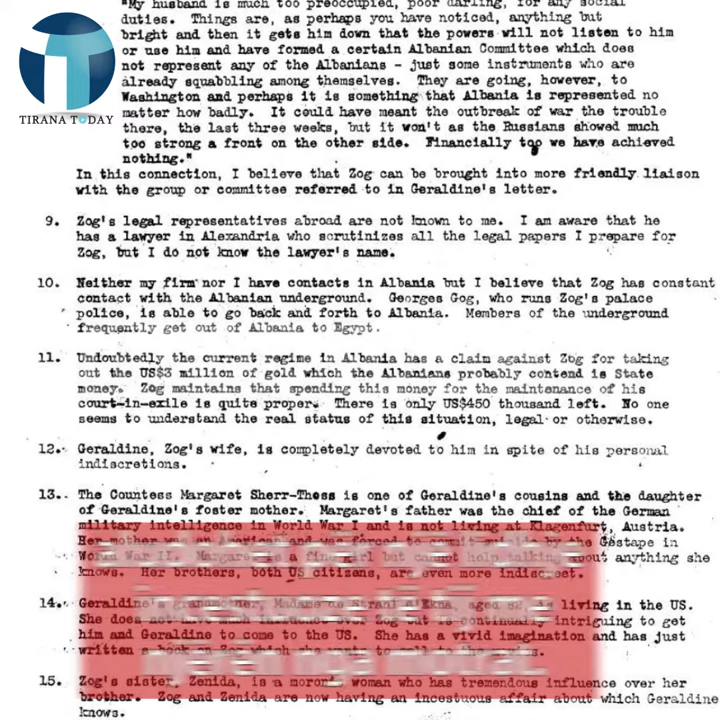 "My husband is much too preoccupied, poor darling, for any social
duties. Things are, as perhaps you have noticed, anything but
bright and then it gets him down that the powers will not listen to him
or use him and have formed a certain Albanian Committee which does
not represent any of the Albanians - just some instruments who are
already squabbling among themselves. They are going, however, to
Washington and perhaps it is something that Albania is represented no
matter how badly. It could have meant the outbreak of war the trouble
there, the last three weeks, but it won't as the Russians showed much
too strong a front on the other side. Financially too we have achieved
nothing."
TIRANA TODAY
In this connection, I believe that Zog can be brought into more friendly liaison
with the group or committee referred to in Geraldine's letter.
9. Zog's legal representatives abroad are not known to me. I am aware that he
has a lawyer in Alexandria who scrutinizes all the legal papers I prepare for
Zog, but I do not know the lawyer's name.
10. Neither my firm nor I have contacts in Albania but I believe that Zog has constant
contact with the Albanian underground. Georges Gog, who runs Zog's palace
police, is able to go back and forth to Albania. Members of the underground
frequently get out of Albania to Egypt.
11. Undoubtedly the current regime in Albania has a claim against Zog for taking
out the US$3 million of gold which the Albanians probably contend is State
money. Zog maintains that spending this money for the maintenance of his
court-in-exile is quite proper. There is only US$450 thousand left. No one
seems to understand the real status of this situation, legal or otherwise.
12. Geraldine, Zog's wife, is completely devoted to him in spite of his personal
indiscretions.
13. The Countess Margaret Sherr-Thoss is one of Geraldine's cousins and the daughter
of Geraldine's foster mother. Margaret's father was the chief of the German
military intelligence in World War I and is not living at Klagenfurt, Austria.
Her mother was an American and was forced to commit suicide by the Gestape in
World War II. Margaret is a fine girl but cannot help talking about anything she
knows. Her brothers, both US citizens, are even more indiscreet.
14. Geraldine's grandmother, Madame de Strani d'Ekna, aged 82, is living in the US.
She does not have much influence over Zog but is continually intriguing to get
him and Geraldine to come to the US. She has a vivid imagination and has just
written a book on Zog which she wants to sell to the movies.
15. Zog's sister, Zenida, is a moronic woman who has tremendous influence over her
brother. Zog and Zenida are now having an incestuous affair about which Geraldine
knows.